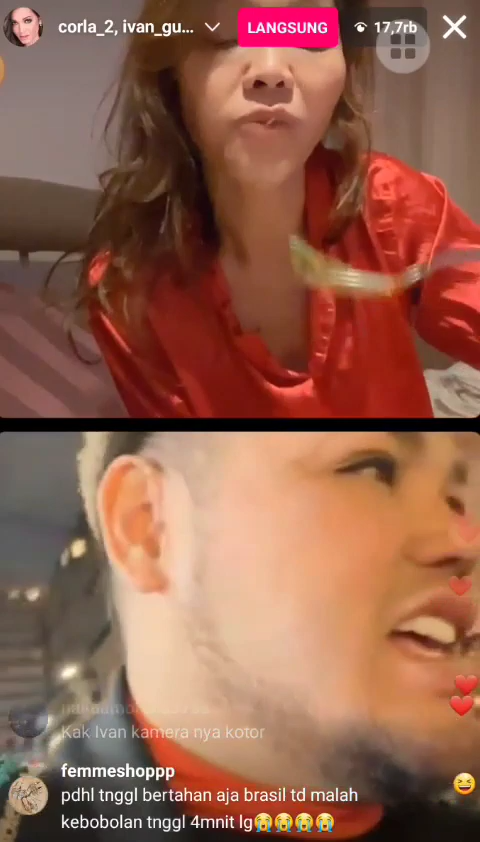 corla_2, ivan_gu...
LANGSUNG
17,7rb
Kak Ivan kamera nya kotor
femmeshoppp
pdhl tnggl bertahan aja brasil td malah
kebobolan tnggl 4mnit lg😭😭😭😭